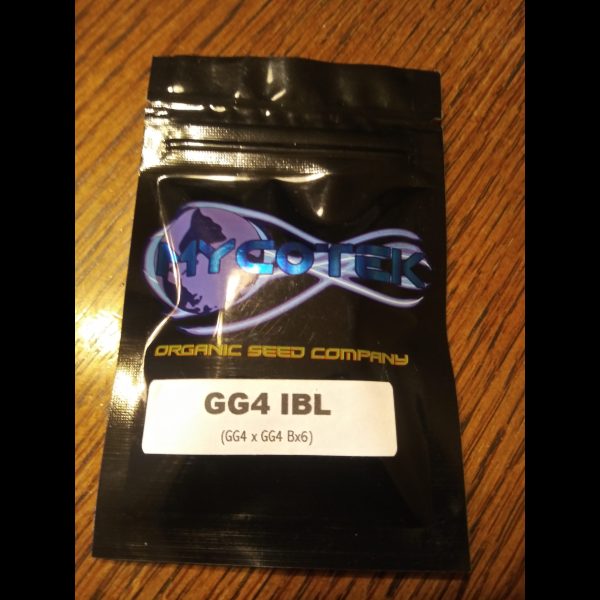 MYCOTEK
ORGANIC SEED COMPANY
GG4 IBL
(GG4 x GG4 Bx6)